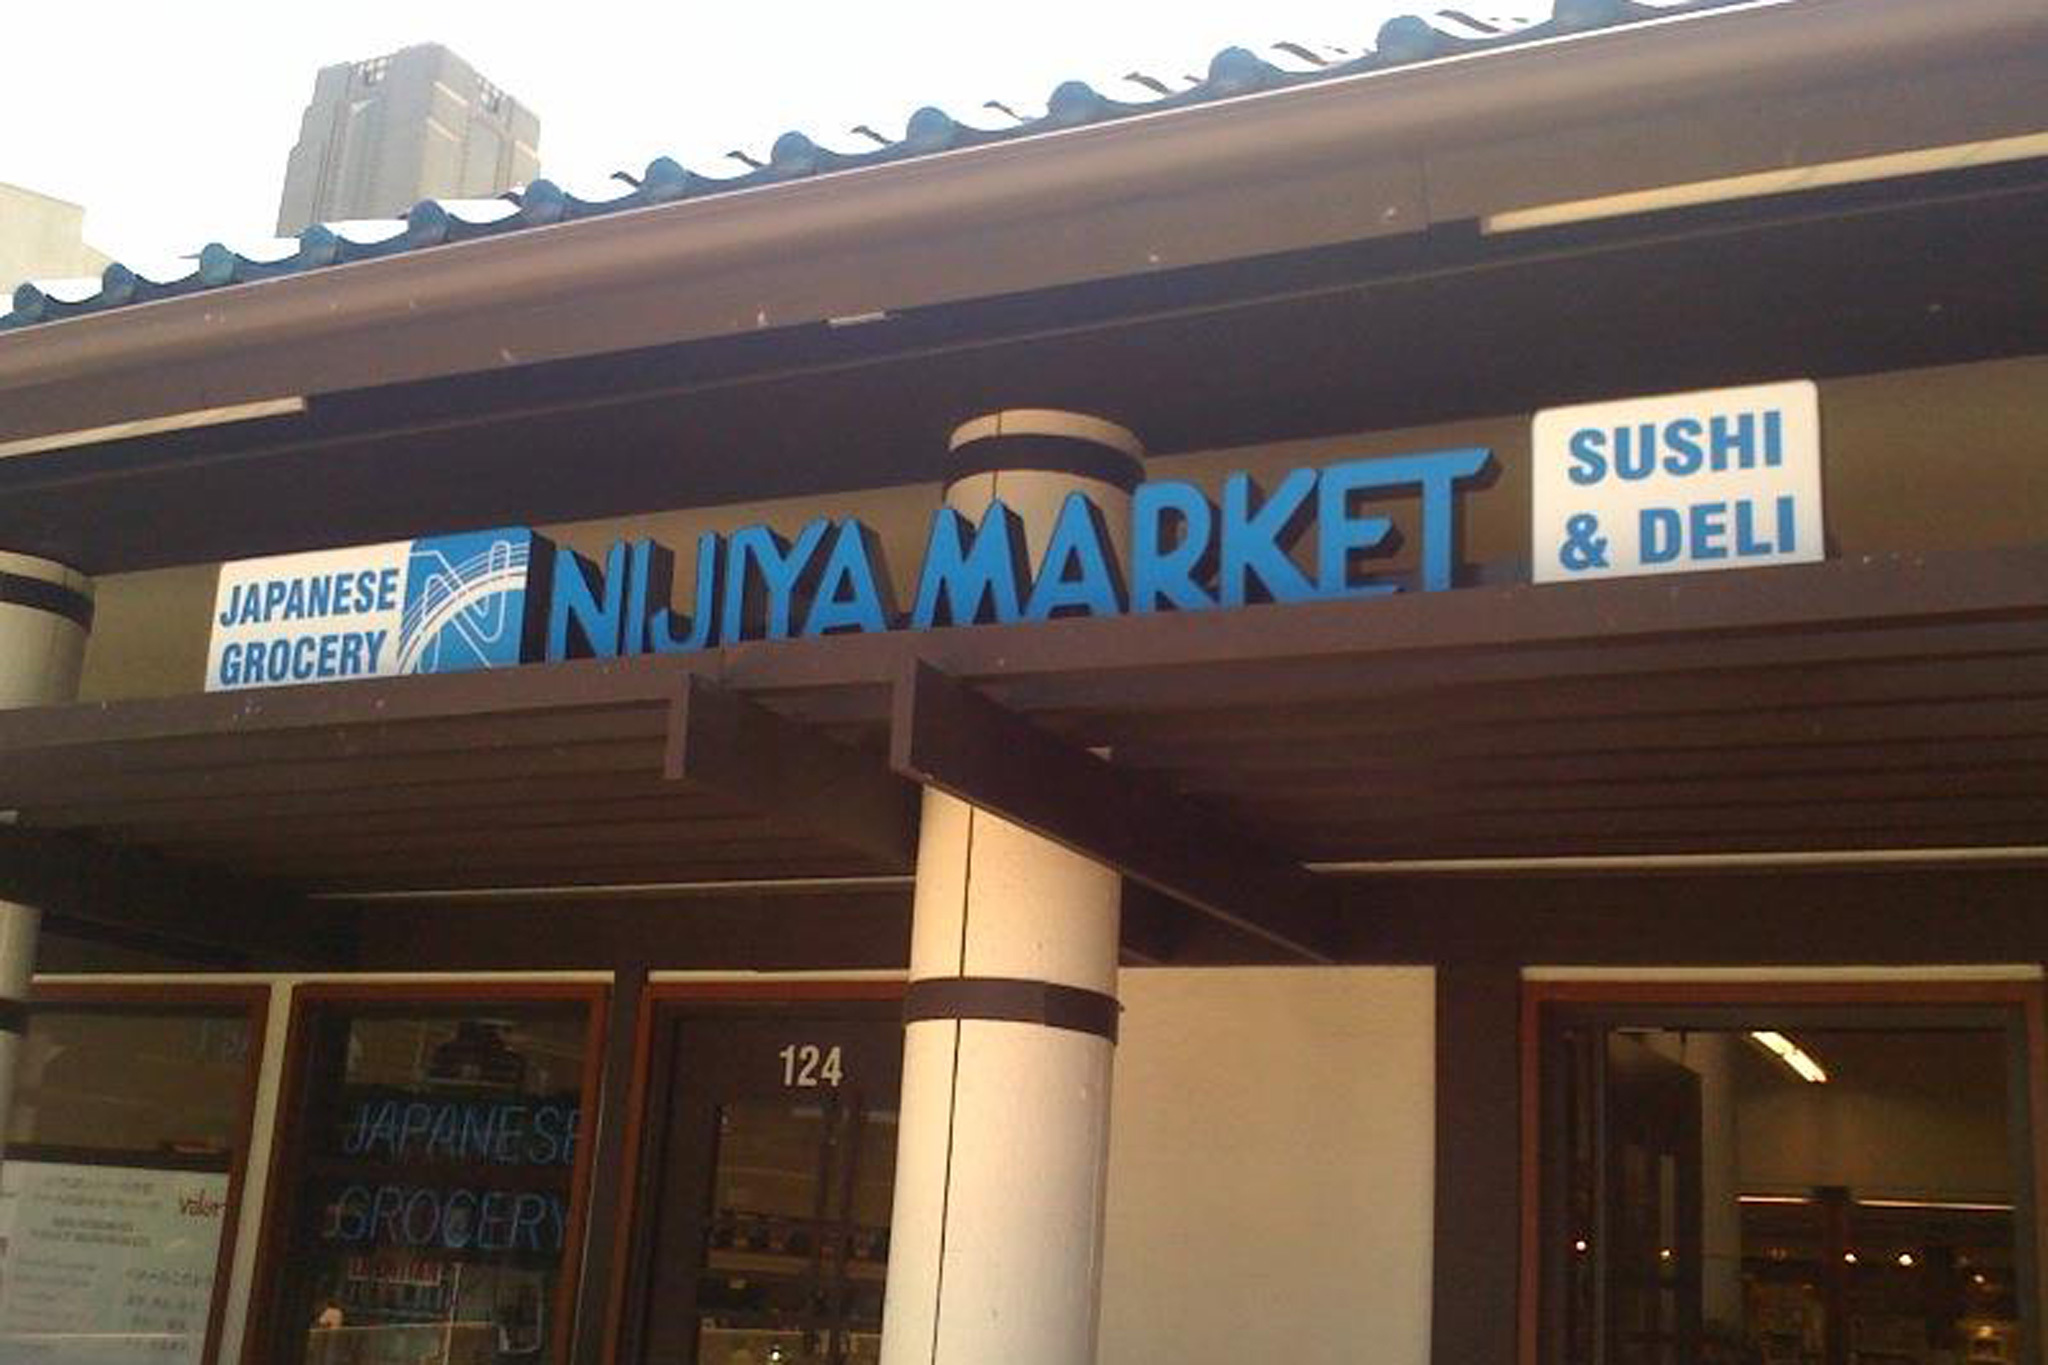 JAPANESE
GROCERY
NIJIYA MARKET
SUSHI
& DELI
124
JAPANESE
GROCERY